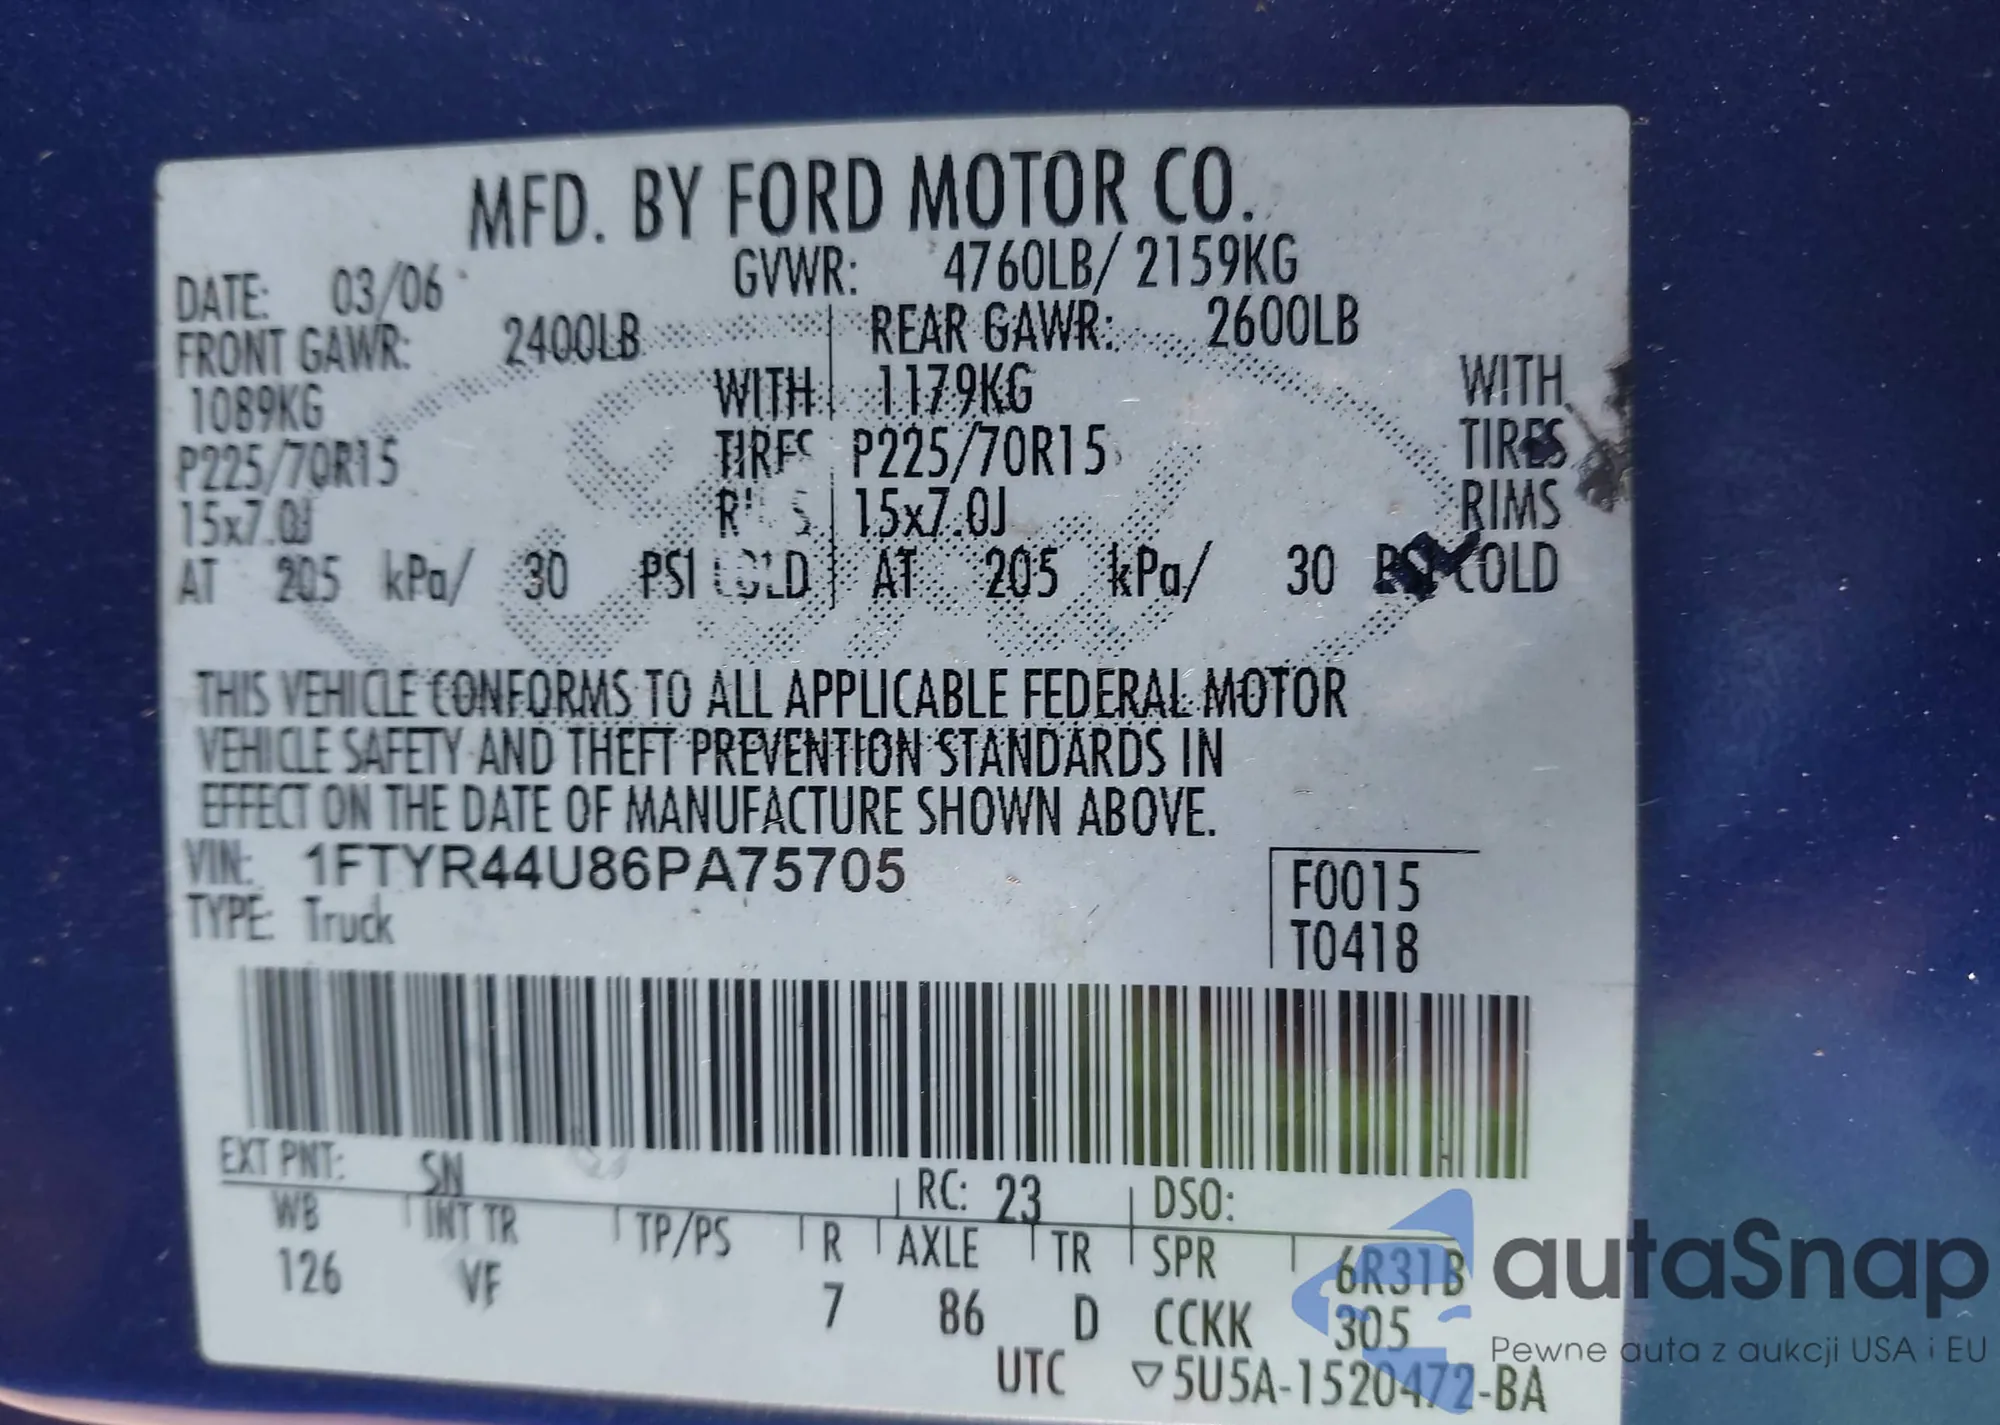 MFD. BY FORD MOTOR CO.
DATE: 03/06 GVWR: 4760LB/ 2159KG
FRONT GAWR: 2400LB REAR GAWR: 2600LB
1089KG WITH 1179KG WITH
P225/70R15 TIRES P225/70R15 TIRES
15x7.0J RIMS 15x7.0J RIMS
AT 205 kPa/ 30 PSI COLD AT 205 kPa/ 30 PSI COLD
THIS VEHICLE CONFORMS TO ALL APPLICABLE FEDERAL MOTOR
VEHICLE SAFETY AND THEFT PREVENTION STANDARDS IN
EFFECT ON THE DATE OF MANUFACTURE SHOWN ABOVE.
VIN: 1FTYR44U86PA75705 F0015
TYPE: Truck T0418
EXT PNT: SN RC: 23 DSO:
WB INT TR TP/PS R AXLE TR SPR 6R31B
126 VF 7 86 D CCKK 305
UTC ▽5U5A-1520472-BA
autaSnap
Pewne auta z aukcji USA i EU